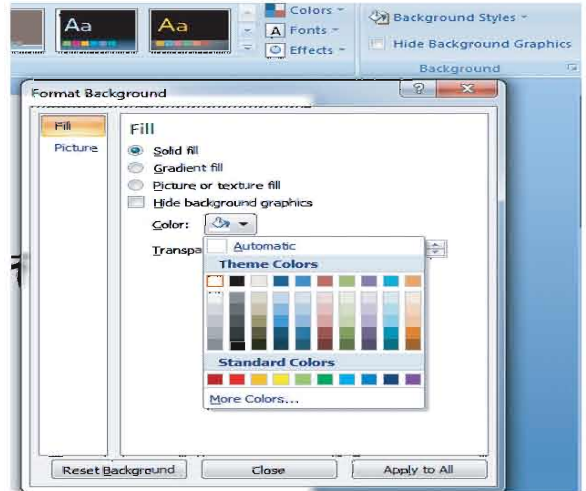 Colors
Aa Aa A Fonts Background Styles
Effects Hide Background Graphics
Background
Format Background
Fill
Picture
Fill
Solid fill
Gradient fill
Picture or texture fill
Hide background graphics
Color:
Transpa
Automatic
Theme Colors
Standard Colors
More Colors...
Reset Background Close Apply to All